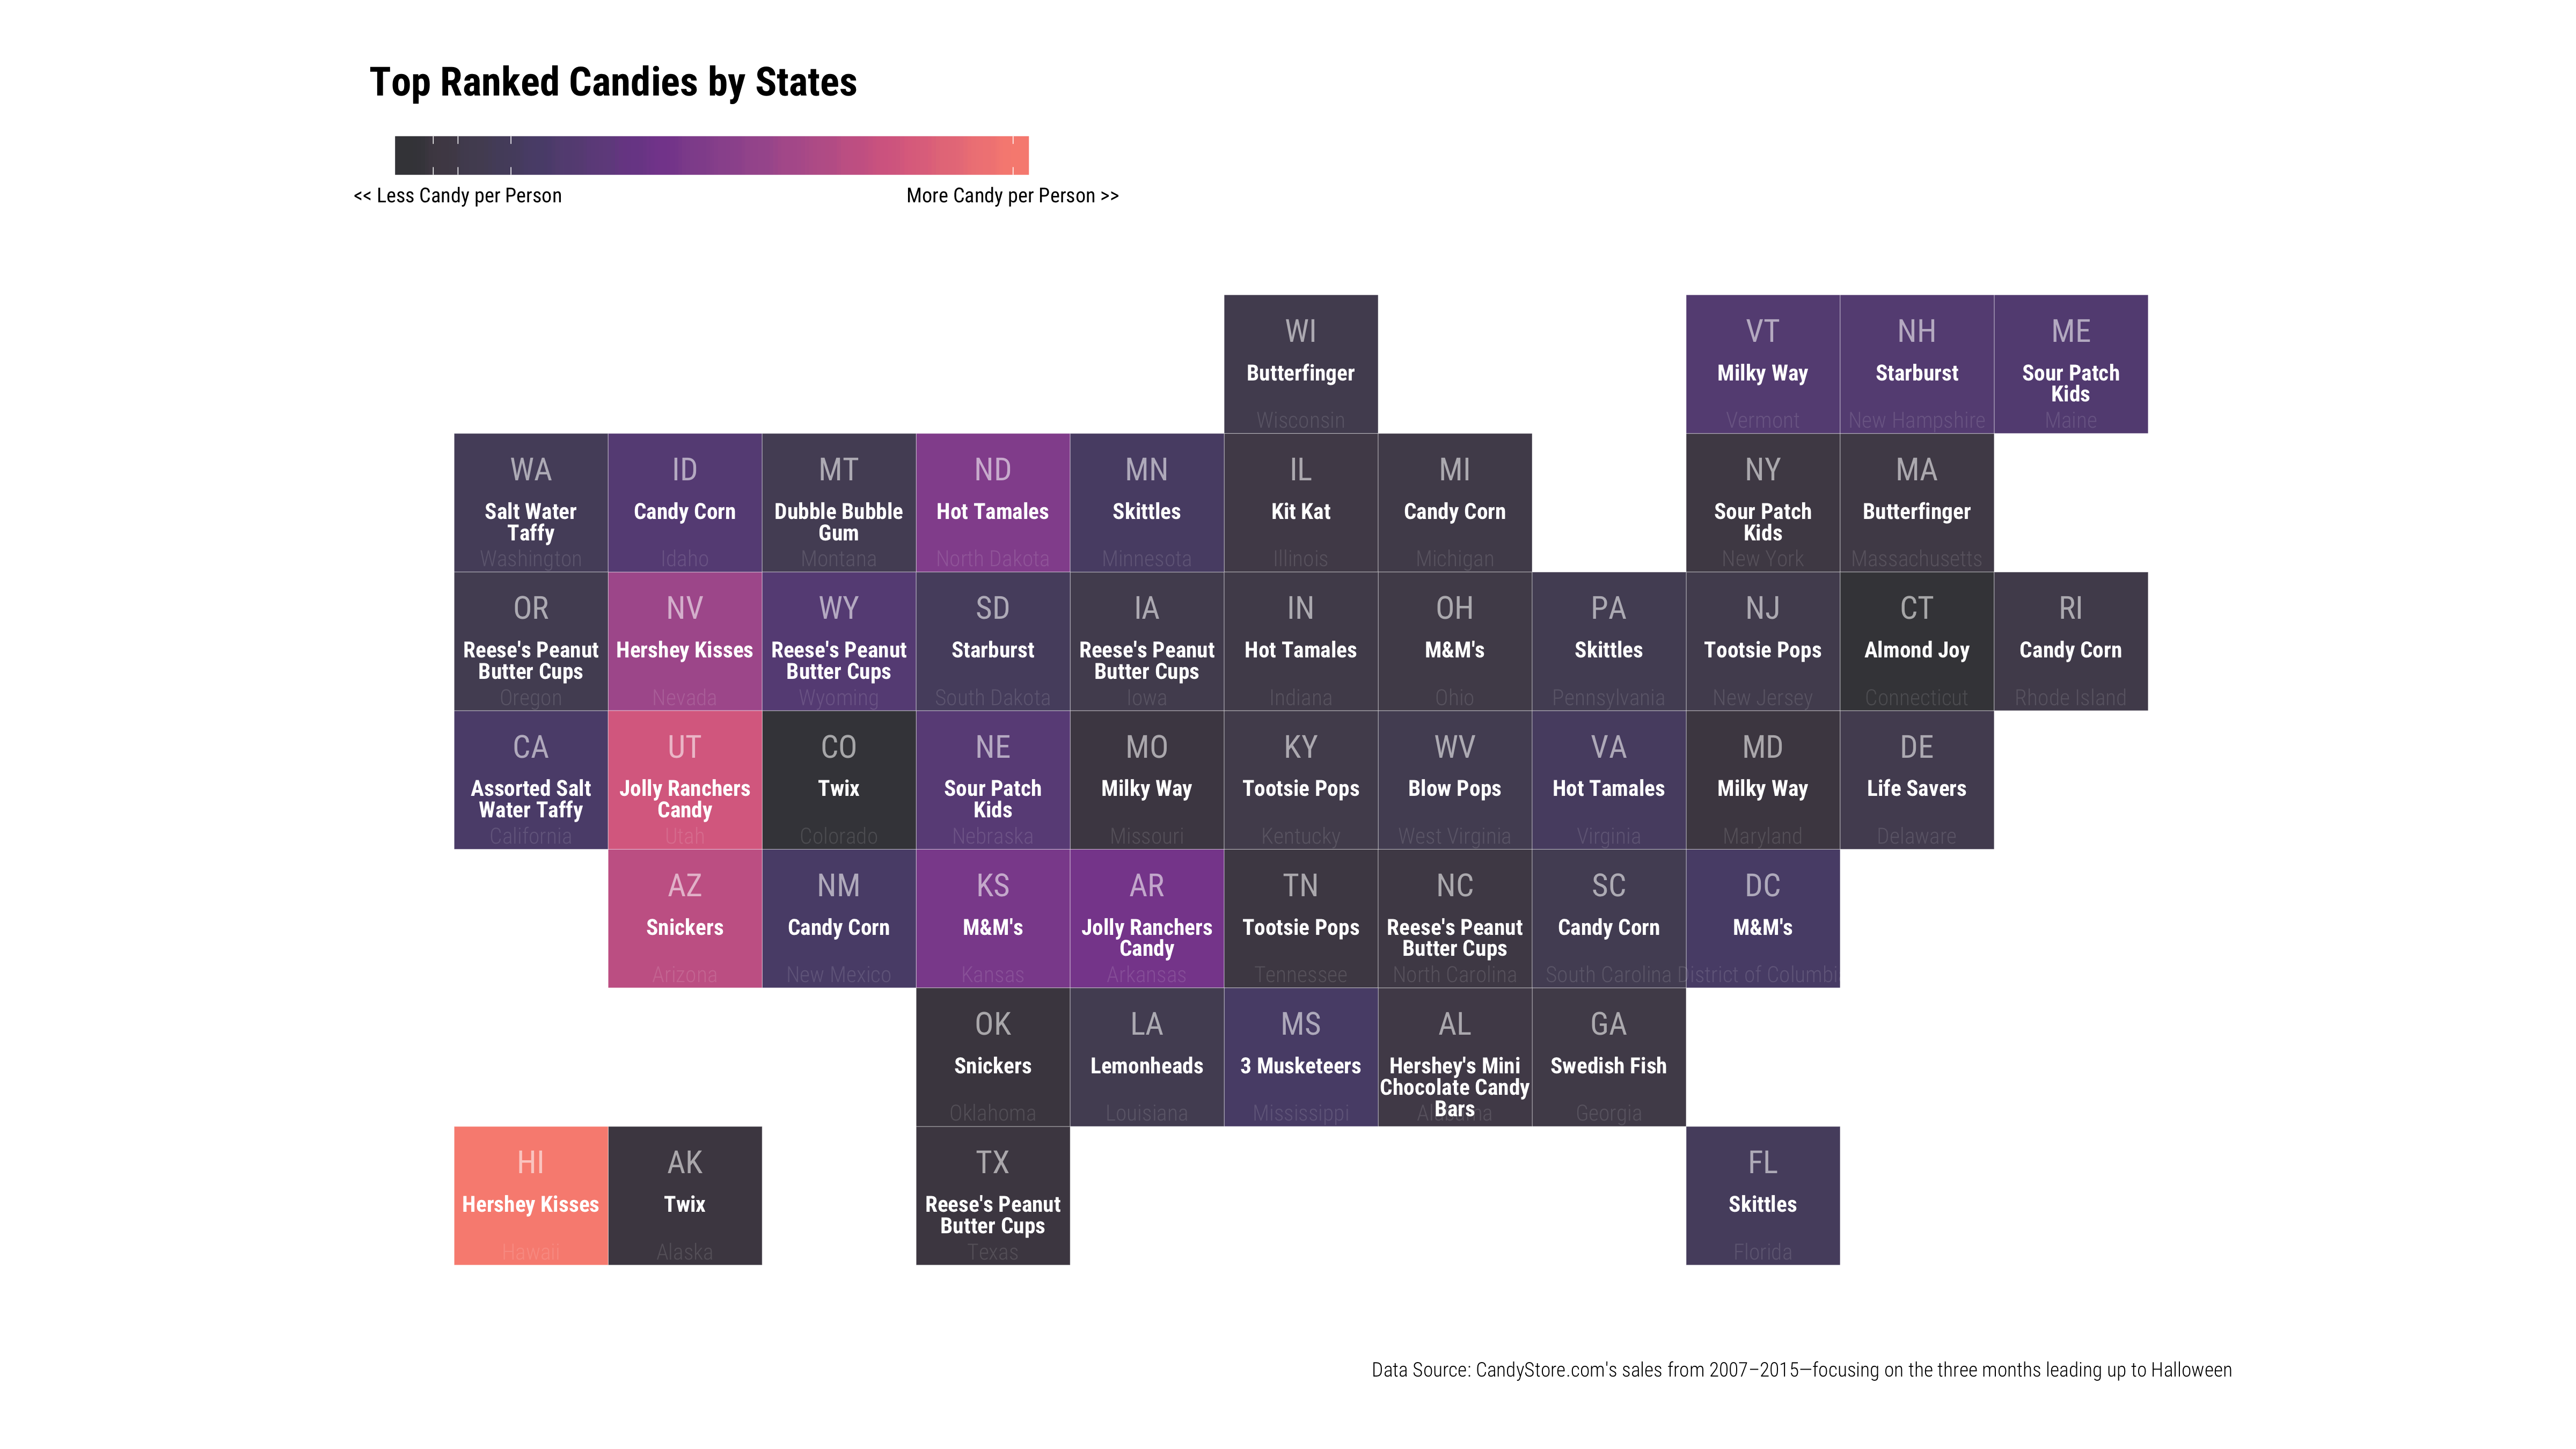 Top Ranked Candies by States
<< Less Candy per Person
More Candy per Person >>
WI
Butterfinger
Wisconsin
VT
Milky Way
Vermont
NH
Starburst
New Hampshire
ME
Sour Patch
Kids
Maine
WA
Salt Water
Taffy
Washington
ID
Candy Corn
Idaho
MT
Dubble Bubble
Gum
Montana
ND
Hot Tamales
North Dakota
MN
Skittles
Minnesota
IL
Kit Kat
Illinois
MI
Candy Corn
Michigan
NY
Sour Patch
Kids
New York
MA
Butterfinger
Massachusetts
OR
Reese's Peanut
Butter Cups
Oregon
NV
Hershey Kisses
Nevada
WY
Reese's Peanut
Butter Cups
Wyoming
SD
Starburst
South Dakota
IA
Reese's Peanut
Butter Cups
Iowa
IN
Hot Tamales
Indiana
OH
M&M's
Ohio
PA
Skittles
Pennsylvania
NJ
Tootsie Pops
New Jersey
CT
Almond Joy
Connecticut
RI
Candy Corn
Rhode Island
CA
Assorted Salt
Water Taffy
California
UT
Jolly Ranchers
Candy
Utah
CO
Twix
Colorado
NE
Sour Patch
Kids
Nebraska
MO
Milky Way
Missouri
KY
Tootsie Pops
Kentucky
WV
Blow Pops
West Virginia
VA
Hot Tamales
Virginia
MD
Milky Way
Maryland
DE
Life Savers
Delaware
AZ
Snickers
Arizona
NM
Candy Corn
New Mexico
KS
M&M's
Kansas
AR
Jolly Ranchers
Candy
Arkansas
TN
Tootsie Pops
Tennessee
NC
Reese's Peanut
Butter Cups
North Carolina
SC
Candy Corn
South Carolina
DC
M&M's
District of Columbi
OK
Snickers
Oklahoma
LA
Lemonheads
Louisiana
MS
3 Musketeers
Mississippi
AL
Hershey's Mini
Chocolate Candy
Bars
Alabama
GA
Swedish Fish
Georgia
HI
Hershey Kisses
Hawaii
AK
Twix
Alaska
TX
Reese's Peanut
Butter Cups
Texas
FL
Skittles
Florida
Data Source: CandyStore.com's sales from 2007–2015—focusing on the three months leading up to Halloween